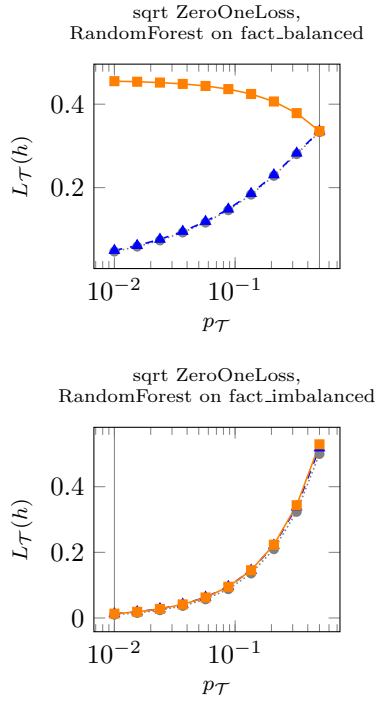 sqrt ZeroOneLoss,
RandomForest on fact_balanced
0.4
0.2
L_𝒯(h)
10⁻² 10⁻¹
p_𝒯
sqrt ZeroOneLoss,
RandomForest on fact_imbalanced
0.4
0.2
0
L_𝒯(h)
10⁻² 10⁻¹
p_𝒯